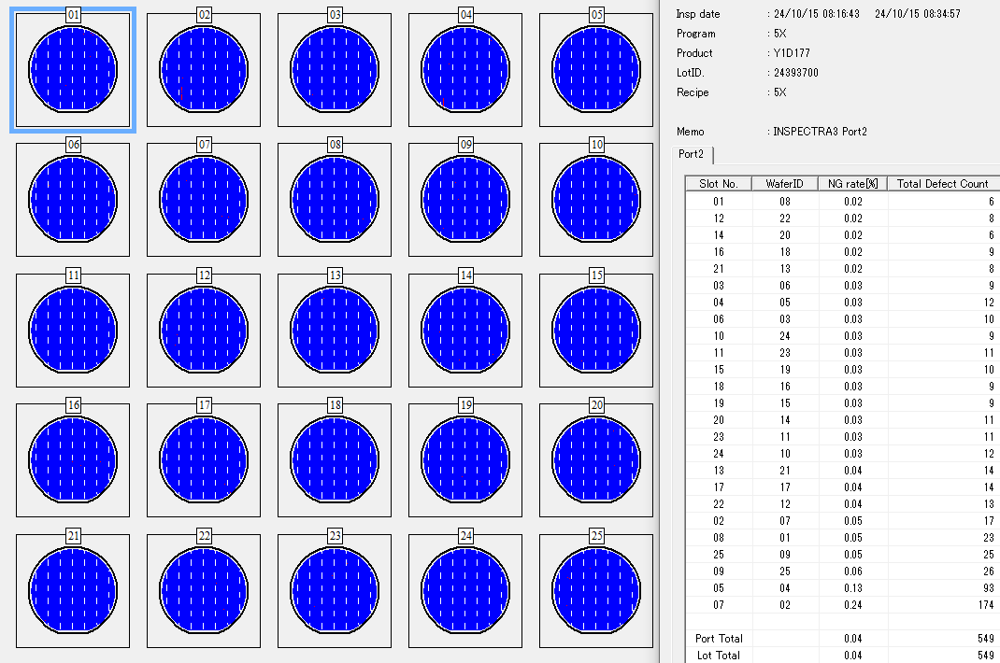 01 02 03 04 05
06 07 08 09 10
11 12 13 14 15
16 17 18 19 20
21 22 23 24 25
Insp date : 24/10/15 08:16:43 24/10/15 08:34:57
Program : 5X
Product : Y1D177
LotID. : 24393700
Recipe : 5X
Memo : INSPECTRA3 Port2
Port2
Slot No. WaferID NG rate[%] Total Defect Count
01 08 0.02 6
12 22 0.02 8
14 20 0.02 6
16 18 0.02 9
21 13 0.02 8
03 06 0.03 9
04 05 0.03 12
06 03 0.03 10
10 24 0.03 9
11 23 0.03 11
15 19 0.03 10
18 16 0.03 9
19 15 0.03 9
20 14 0.03 11
23 11 0.03 11
24 10 0.03 12
13 21 0.04 14
17 17 0.04 14
22 12 0.04 13
02 07 0.05 17
08 01 0.05 23
25 09 0.05 25
09 25 0.06 26
05 04 0.13 93
07 02 0.24 174
Port Total 0.04 549
Lot Total 0.04 549